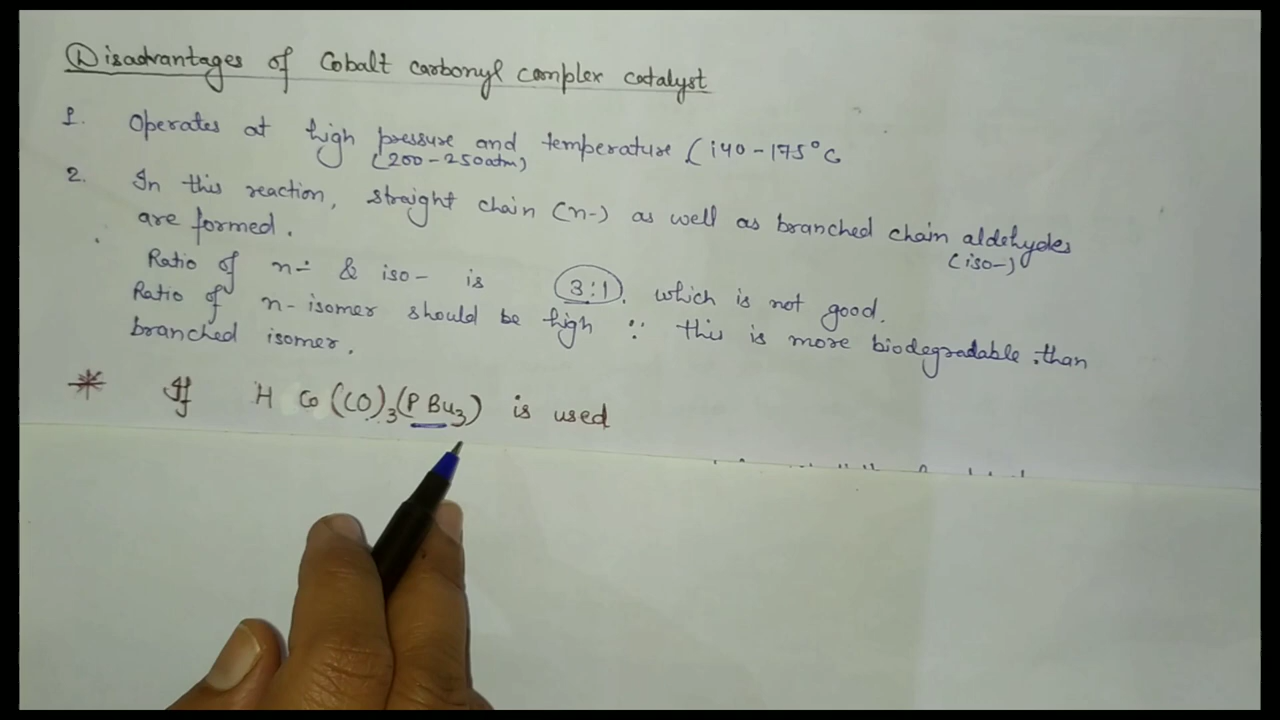 Disadvantages of Cobalt carbonyl complex catalyst
1. Operates at high pressure and temperature (140-175°C
(200-250atm)
2. In this reaction, straight chain (n-) as well as branched chain aldehydes
(iso-)
are formed.
Ratio of n- & iso- is 3:1. which is not good.
Ratio of n-isomer should be high ∵ this is more biodegradable than
branched isomer.
* If H Co(CO)3(PBu3) is used